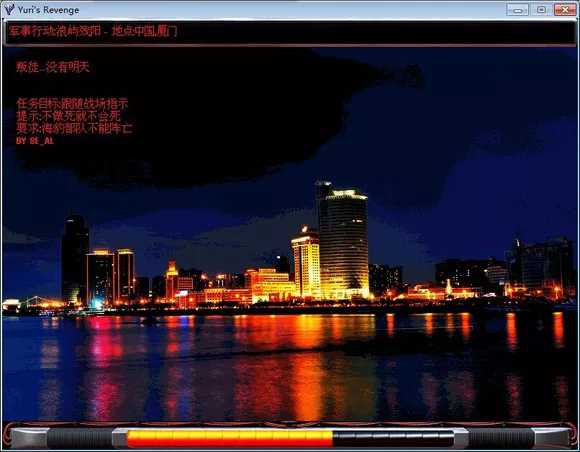 Yuri's Revenge
军事行动:浪屿残阳 - 地点:中国,厦门
叛徒...没有明天
任务目标:跟随战场指示
提示:不做死就不会死
要求:海豹部队不能阵亡
BY SE_AL